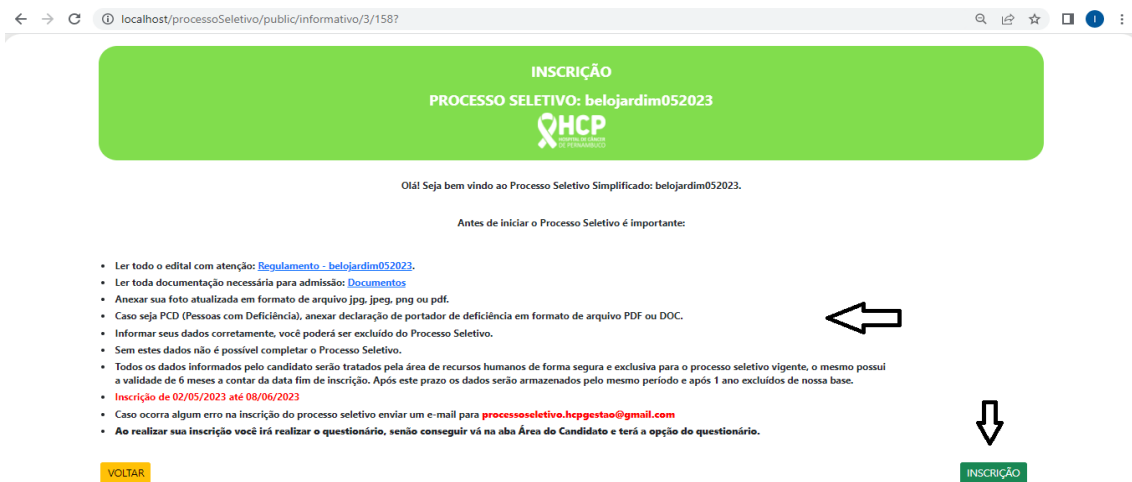 localhost/processoSeletivo/public/informativo/3/158?
I
INSCRIÇÃO
PROCESSO SELETIVO: belojardim052023
HCP
HOSPITAL DE CÂNCER
DE PERNAMBUCO
Olá! Seja bem vindo ao Processo Seletivo Simplificado: belojardim052023.
Antes de iniciar o Processo Seletivo é importante:
• Ler todo o edital com atenção: Regulamento - belojardim052023.
• Ler toda documentação necessária para admissão: Documentos
• Anexar sua foto atualizada em formato de arquivo jpg, jpeg, png ou pdf.
• Caso seja PCD (Pessoas com Deficiência), anexar declaração de portador de deficiência em formato de arquivo PDF ou DOC.
• Informar seus dados corretamente, você poderá ser excluído do Processo Seletivo.
• Sem estes dados não é possível completar o Processo Seletivo.
• Todos os dados informados pelo candidato serão tratados pela área de recursos humanos de forma segura e exclusiva para o processo seletivo vigente, o mesmo possui
a validade de 6 meses a contar da data fim de inscrição. Após este prazo os dados serão armazenados pelo mesmo período e após 1 ano excluídos de nossa base.
• Inscrição de 02/05/2023 até 08/06/2023
• Caso ocorra algum erro na inscrição do processo seletivo enviar um e-mail para processoseletivo.hcpgestao@gmail.com
• Ao realizar sua inscrição você irá realizar o questionário, senão conseguir vá na aba Área do Candidato e terá a opção do questionário.
VOLTAR
INSCRIÇÃO